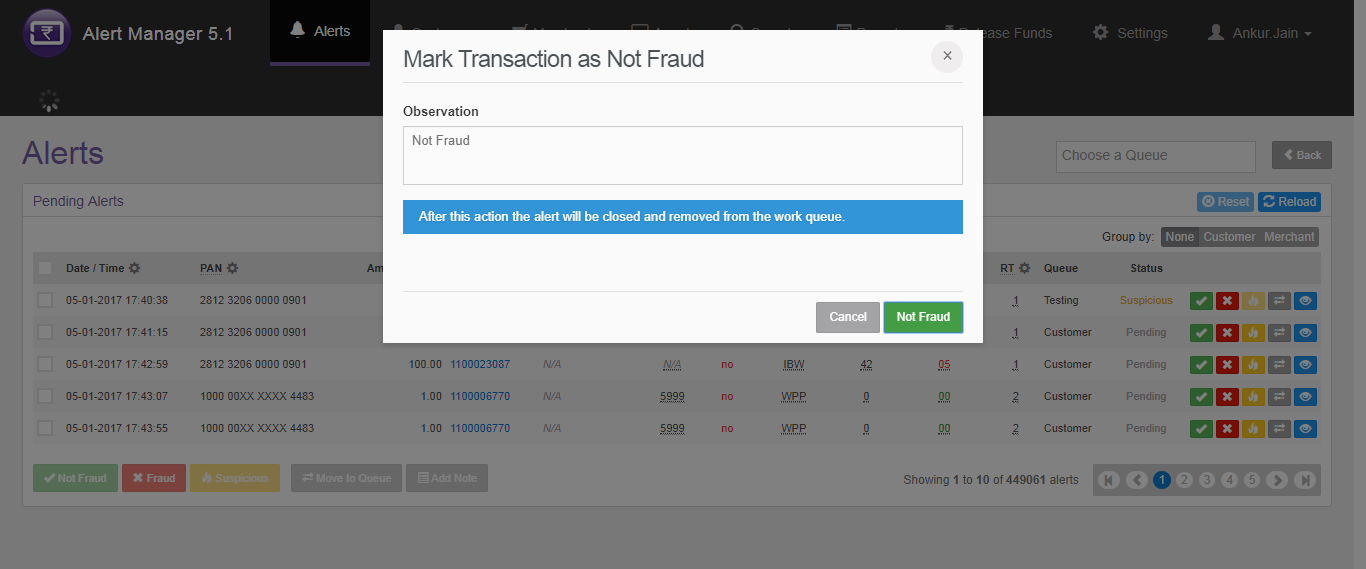 Alert Manager 5.1
Alerts
Release Funds
Settings
Ankur.Jain
Mark Transaction as Not Fraud
×
Observation
Not Fraud
After this action the alert will be closed and removed from the work queue.
Cancel
Not Fraud
Alerts
Choose a Queue
Back
Pending Alerts
Reset
Reload
Group by: None Customer Merchant
Date / Time PAN Am RT Queue Status
05-01-2017 17:40:38 2812 3206 0000 0901 1 Testing Suspicious
05-01-2017 17:41:15 2812 3206 0000 0901 1 Customer Pending
05-01-2017 17:42:59 2812 3206 0000 0901 100.00 1100023087 N/A N/A no IBW 42 05 1 Customer Pending
05-01-2017 17:43:07 1000 00XX XXXX 4483 1.00 1100006770 N/A 5999 no WPP 0 00 2 Customer Pending
05-01-2017 17:43:55 1000 00XX XXXX 4483 1.00 1100006770 N/A 5999 no WPP 0 00 2 Customer Pending
Not Fraud Fraud Suspicious Move to Queue Add Note
Showing 1 to 10 of 449061 alerts
1 2 3 4 5